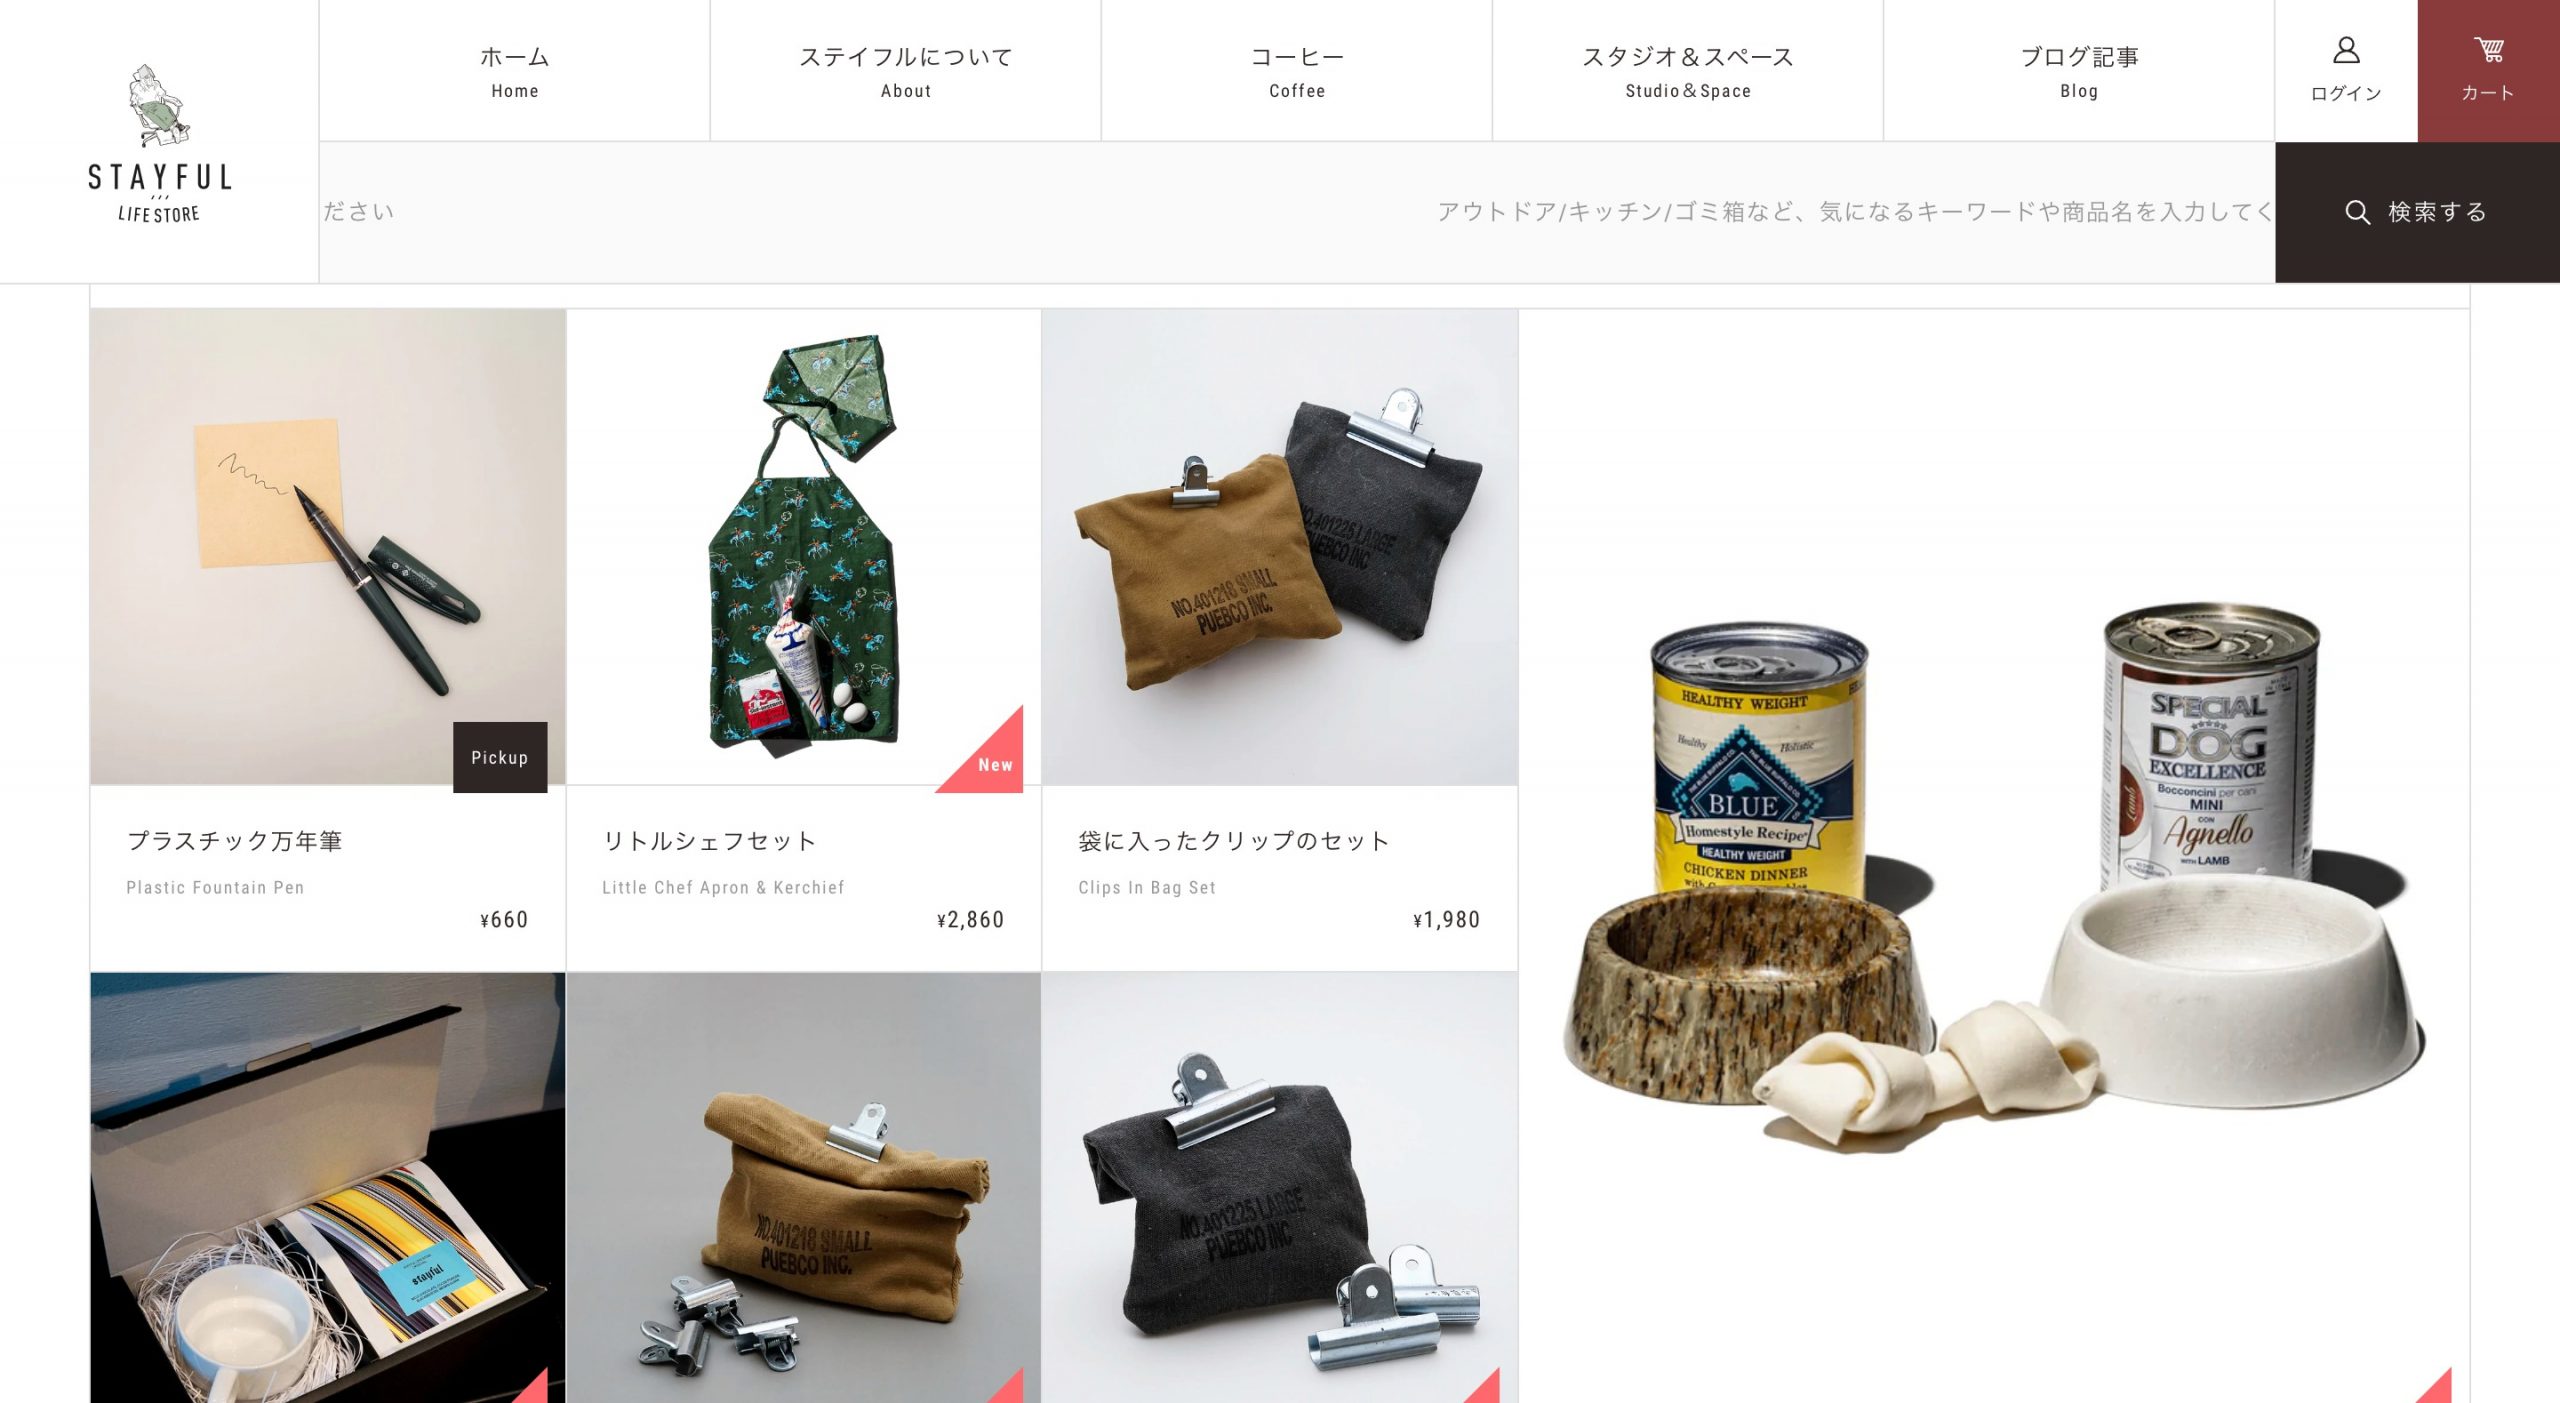 STAYFUL
LIFE STORE
ホーム
Home
ステイフルについて
About
コーヒー
Coffee
スタジオ＆スペース
Studio＆Space
ブログ記事
Blog
ログイン
カート
ださい
アウトドア/キッチン/ゴミ箱など、気になるキーワードや商品名を入力してく
検索する
Pickup
New
NO.401218 SMALL
PUEBCO INC.
NO.401225 LARGE
PUEBCO INC
HEALTHY WEIGHT
Healthy
Holistic
BLUE
Homestyle Recipe
HEALTHY WEIGHT
CHICKEN DINNER
SPECIAL
DOG
EXCELLENCE
Bocconcini per cani
MINI
CON
Agnello
WITH LAMB
Lamb
プラスチック万年筆
Plastic Fountain Pen
¥660
リトルシェフセット
Little Chef Apron & Kerchief
¥2,860
袋に入ったクリップのセット
Clips In Bag Set
¥1,980
stayful
NO.401218 SMALL
PUEBCO INC.
NO.401225 LARGE
PUEBCO INC